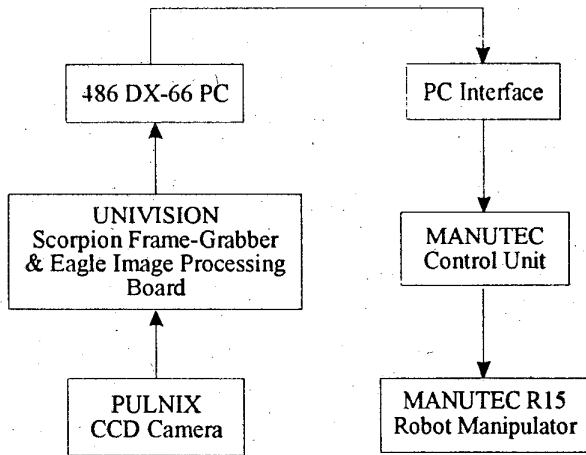 486 DX-66 PC
PC Interface
UNIVISION
Scorpion Frame-Grabber
& Eagle Image Processing
Board
MANUTEC
Control Unit
PULNIX
CCD Camera
MANUTEC R15
Robot Manipulator